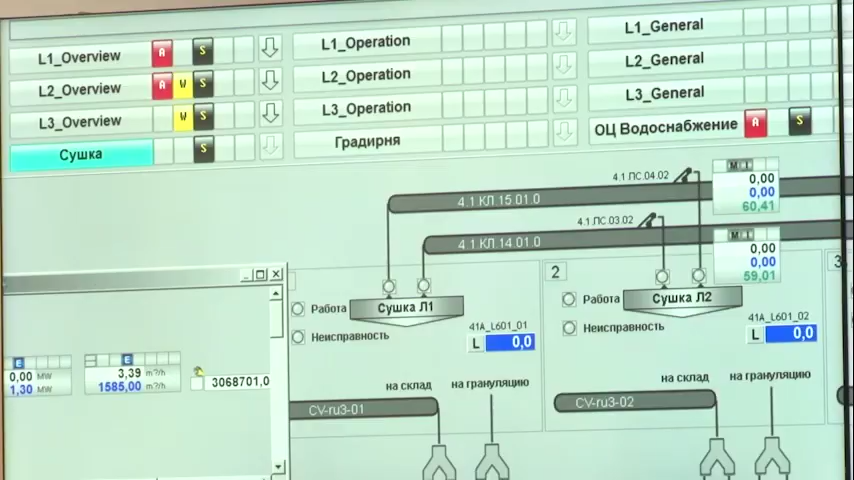 L1_Overview A S L1_Operation L1_General
L2_Overview A W S L2_Operation L2_General
L3_Overview W S L3_Operation L3_General
Сушка S Градирня ОЦ Водоснабжение A S
4.1 ЛС.04.02
4.1 КЛ 15 01.0
0,00
0,00
60,41
4.1 ЛС.03.02
4.1 КЛ 14 01 0
0,00
0,00
59,01
2 3
Работа Сушка Л1
Неисправность
41A_L601_01
L 0,0
Работа Сушка Л2
Неисправность
41A_L601_02
L 0,0
E E
0,00 MW 3,39 m³/h
1,30 MW 1585,00 m³/h
3068701,0
на склад на грануляцию на склад на грануляцию
CV-ru3-01 CV-ru3-02